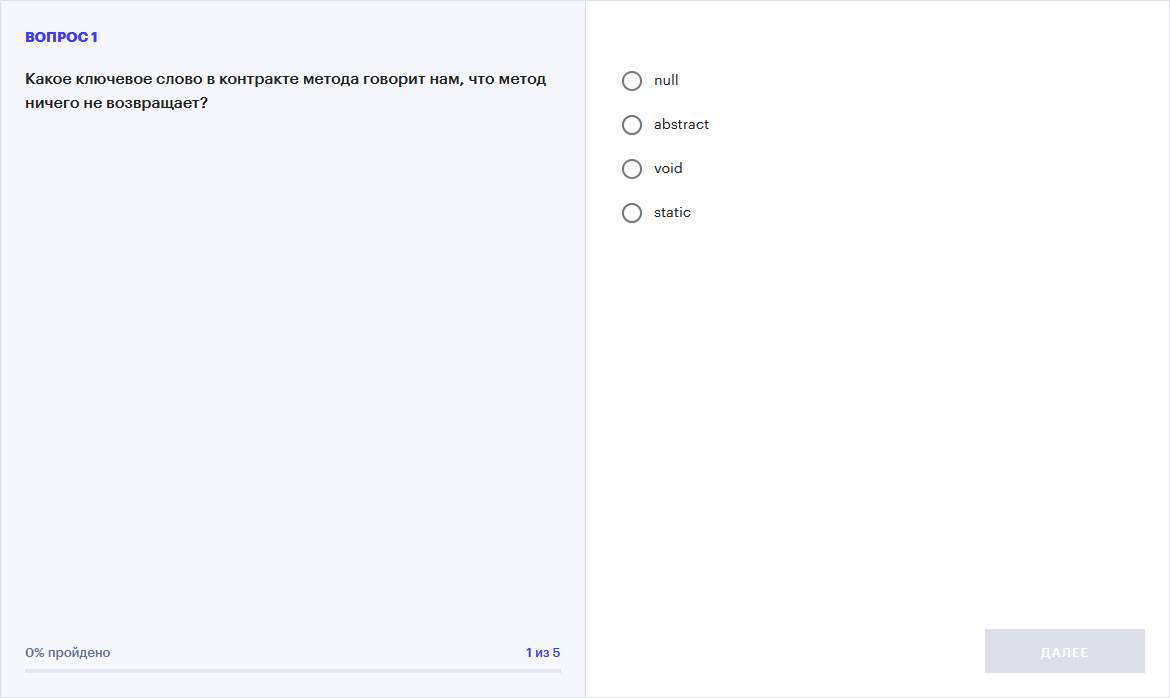 ВОПРОС 1
Какое ключевое слово в контракте метода говорит нам, что метод
ничего не возвращает?
null
abstract
void
static
0% пройдено
1 из 5
ДАЛЕЕ